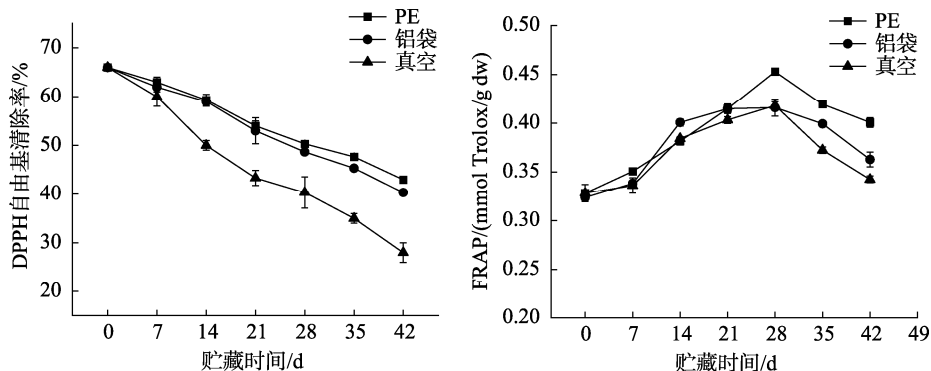 PE
铝袋
真空
70
60
50
40
30
20
DPPH自由基清除率/%
0 7 14 21 28 35 42
贮藏时间/d
PE
铝袋
真空
0.50
0.45
0.40
0.35
0.30
0.25
0.20
FRAP/(mmol Trolox/g dw)
0 7 14 21 28 35 42 49
贮藏时间/d